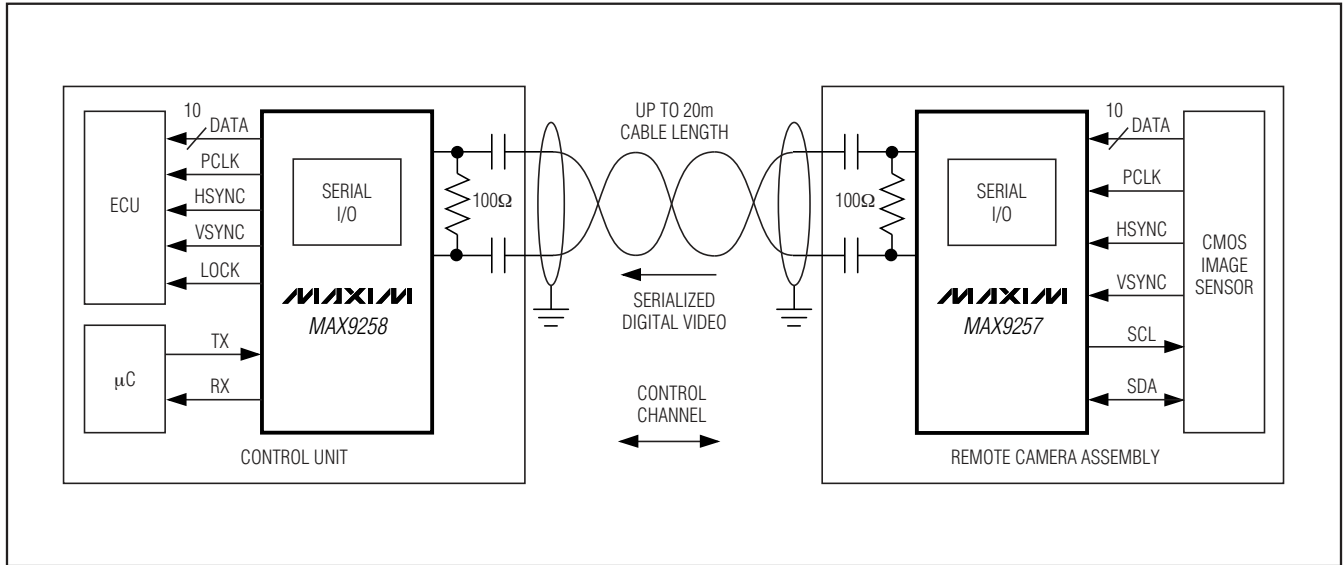 10
DATA
PCLK
HSYNC
VSYNC
LOCK
ECU
μC
TX
RX
SERIAL
I/O
MAXIM
MAX9258
CONTROL UNIT
100Ω
UP TO 20m
CABLE LENGTH
SERIALIZED
DIGITAL VIDEO
CONTROL
CHANNEL
100Ω
SERIAL
I/O
MAXIM
MAX9257
10
DATA
PCLK
HSYNC
VSYNC
SCL
SDA
CMOS
IMAGE
SENSOR
REMOTE CAMERA ASSEMBLY